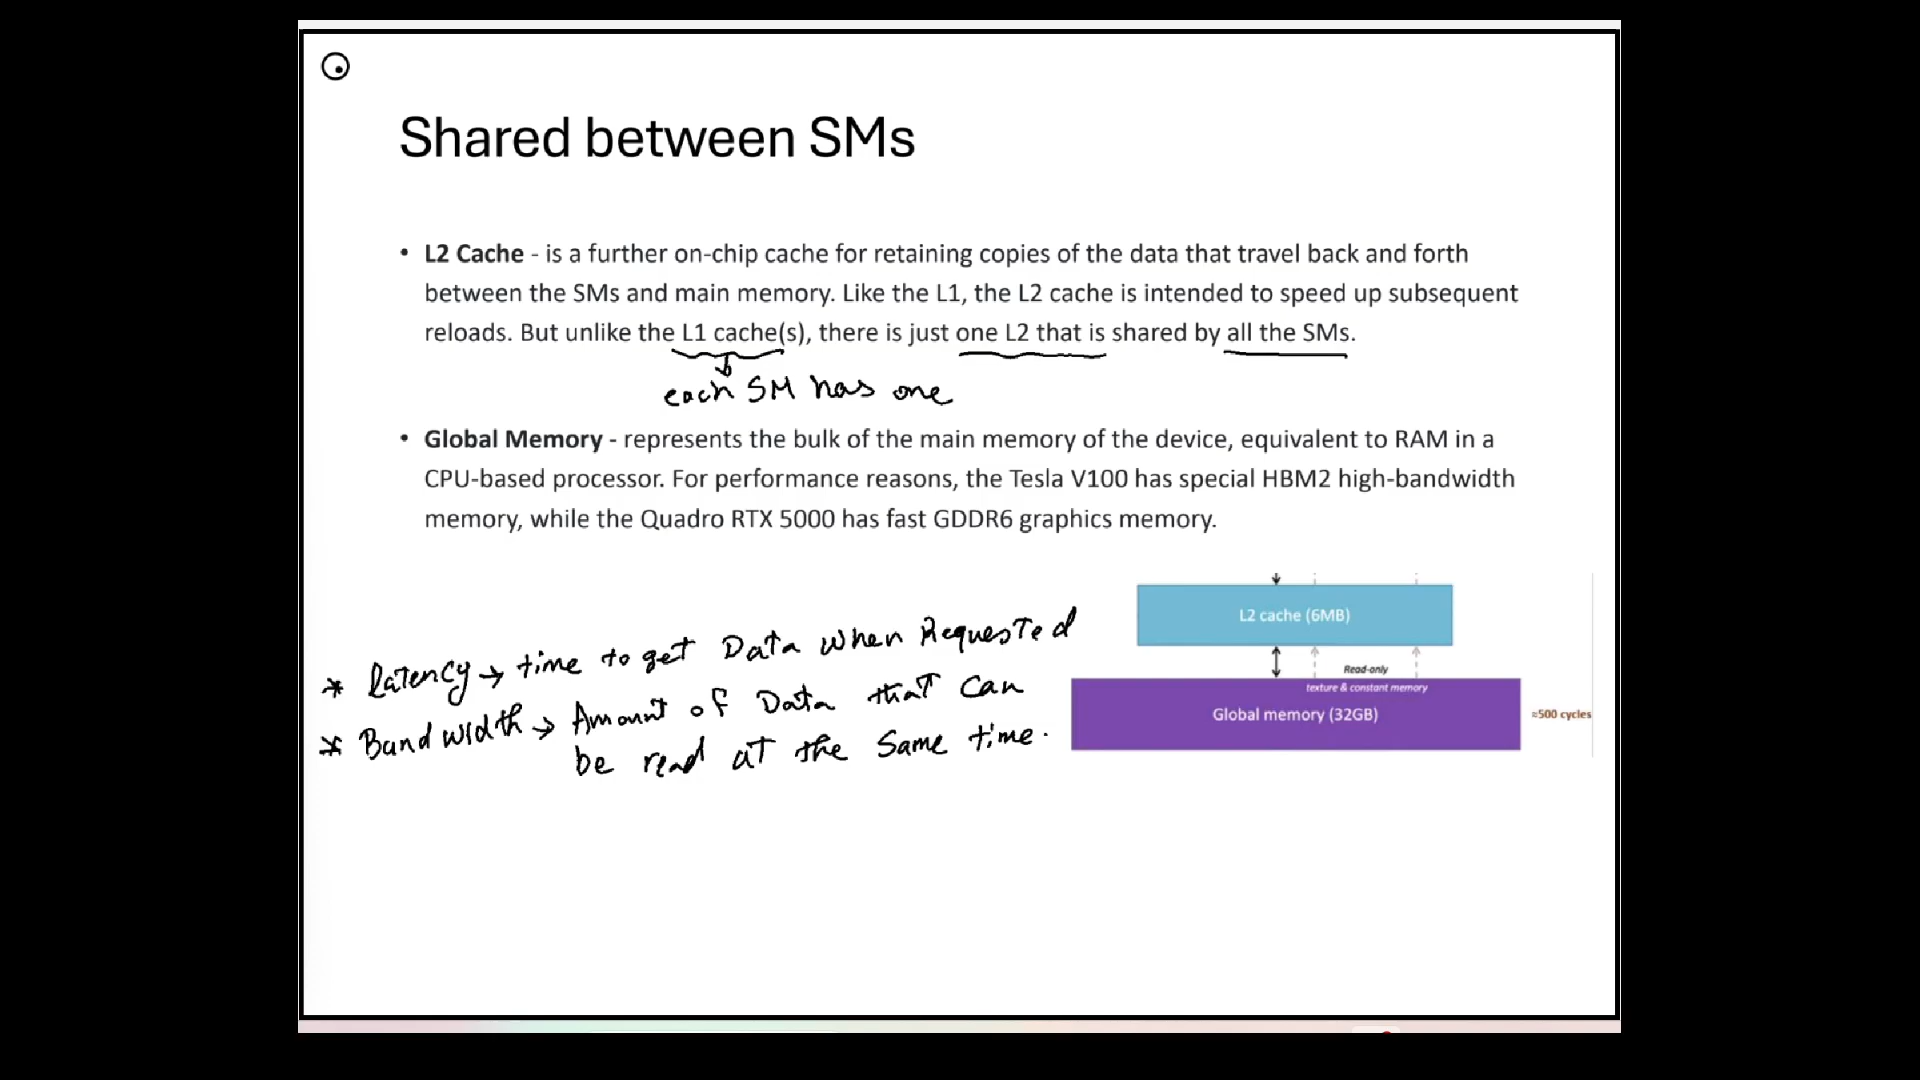 Shared between SMs
• L2 Cache - is a further on-chip cache for retaining copies of the data that travel back and forth
between the SMs and main memory. Like the L1, the L2 cache is intended to speed up subsequent
reloads. But unlike the L1 cache(s), there is just one L2 that is shared by all the SMs.
each SM has one
• Global Memory - represents the bulk of the main memory of the device, equivalent to RAM in a
CPU-based processor. For performance reasons, the Tesla V100 has special HBM2 high-bandwidth
memory, while the Quadro RTX 5000 has fast GDDR6 graphics memory.
* Latency → time to get Data when Requested
* Bandwidth → Amount of Data that can
be read at the same time.
L2 cache (6MB)
Read-only
texture & constant memory
Global memory (32GB)
≈500 cycles